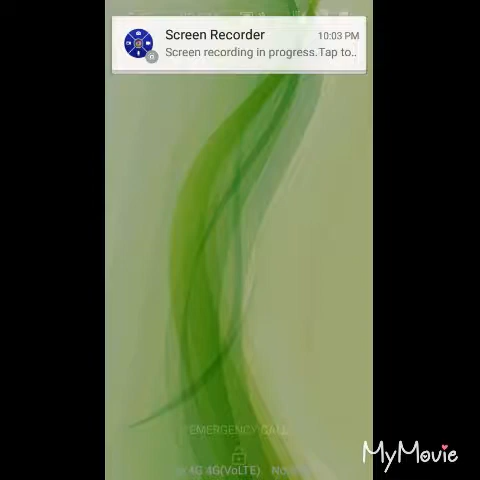 Screen Recorder
10:03 PM
Screen recording in progress.Tap to..
EMERGENCY CALL
4G 4G(VoLTE)
MyMovie